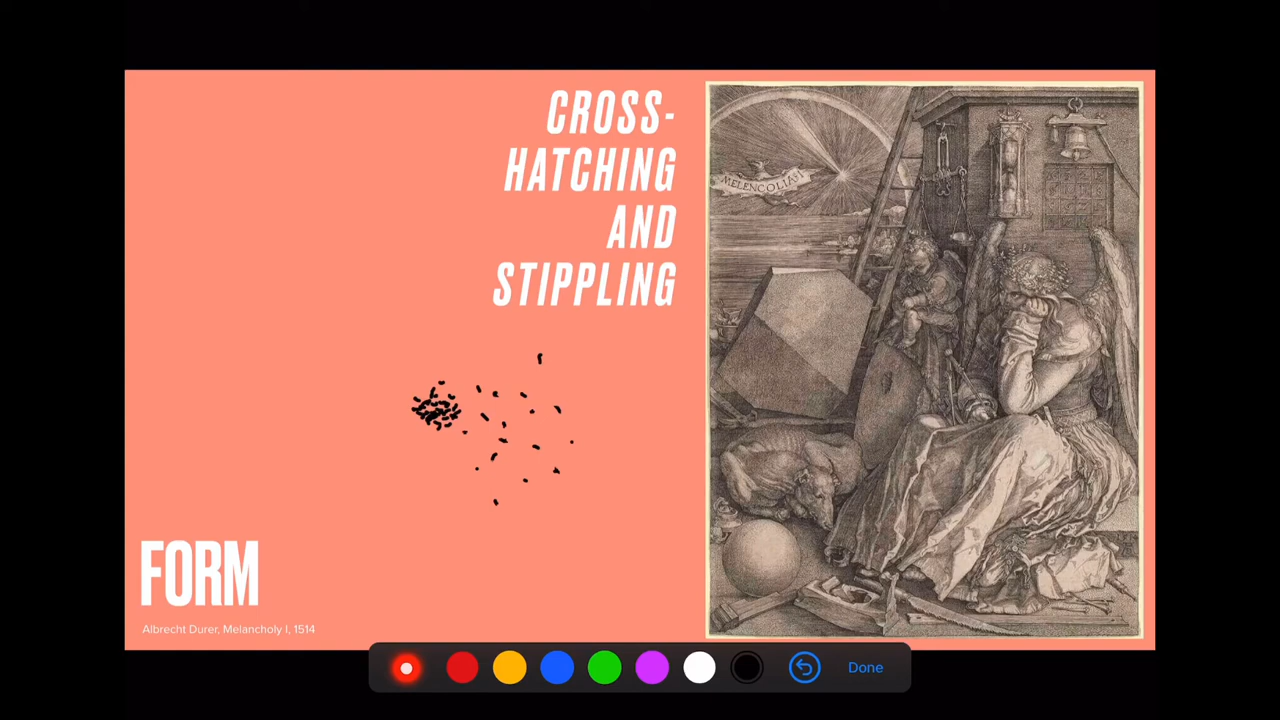 CROSS-
HATCHING
AND
STIPPLING
MELENCOLIA
FORM
Albrecht Durer, Melancholy I, 1514
Done